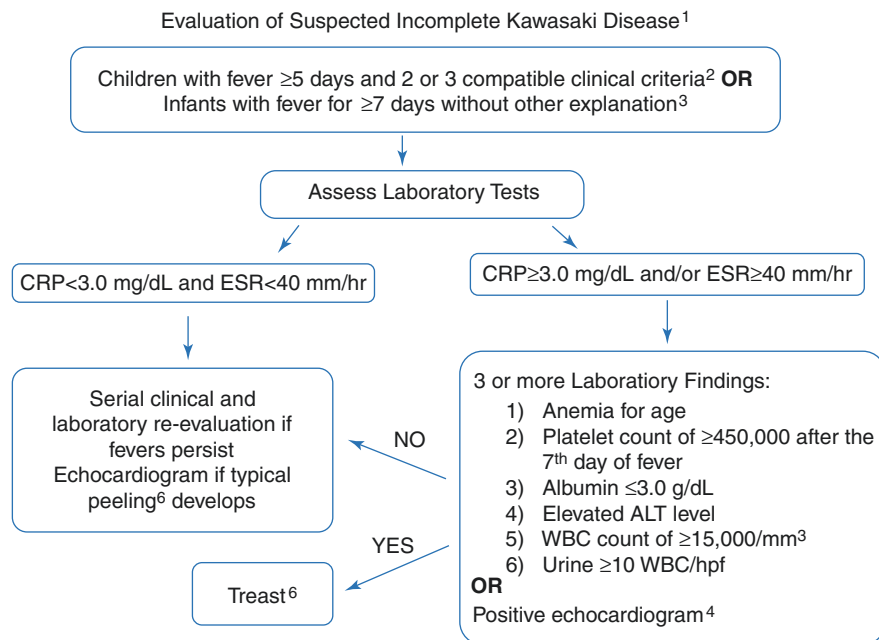 Evaluation of Suspected Incomplete Kawasaki Disease1
Children with fever ≥5 days and 2 or 3 compatible clinical criteria2 OR
Infants with fever for ≥7 days without other explanation3
Assess Laboratory Tests
CRP<3.0 mg/dL and ESR<40 mm/hr
CRP≥3.0 mg/dL and/or ESR≥40 mm/hr
Serial clinical and
laboratory re-evaluation if
fevers persist
Echocardiogram if typical
peeling6 develops
NO
YES
Treast6
3 or more Laboratiory Findings:
1) Anemia for age
2) Platelet count of ≥450,000 after the
7th day of fever
3) Albumin ≤3.0 g/dL
4) Elevated ALT level
5) WBC count of ≥15,000/mm3
6) Urine ≥10 WBC/hpf
OR
Positive echocardiogram4